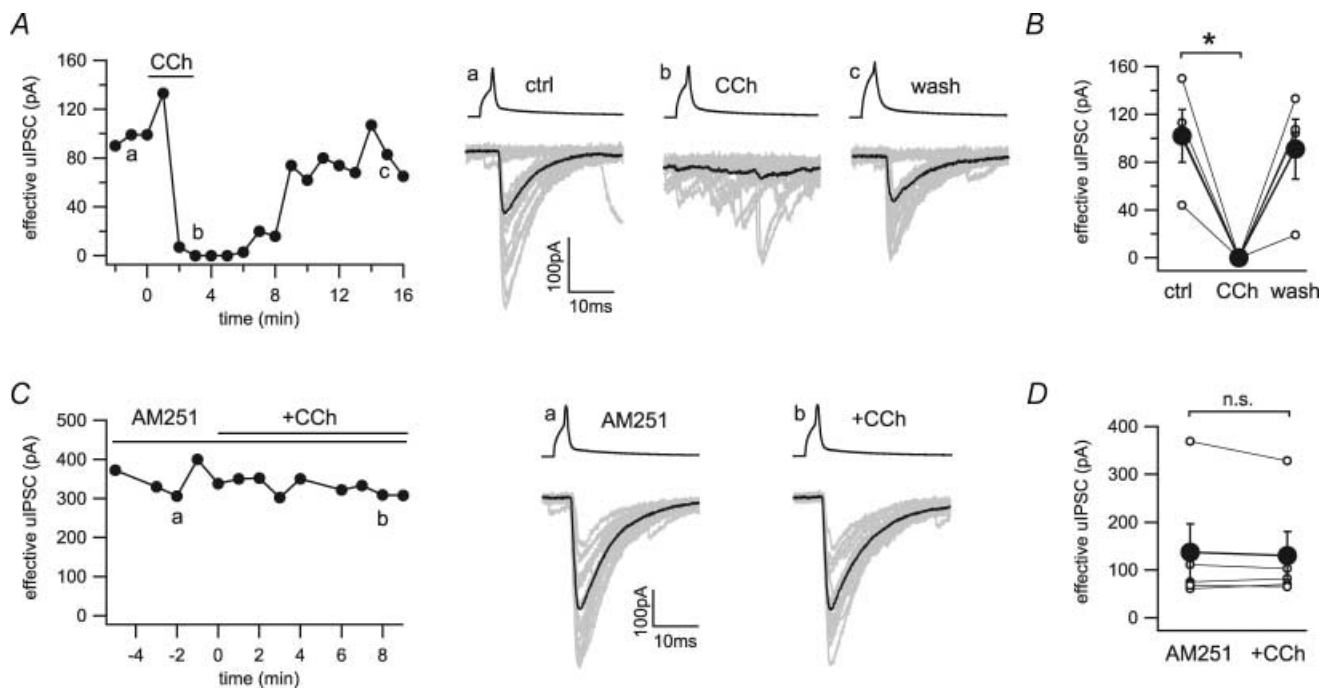 A
effective uIPSC (pA)
160
120
80
40
0
CCh
a
b
c
0 4 8 12 16
time (min)
a ctrl
b CCh
c wash
100pA
10ms
B
*
effective uIPSC (pA)
160
120
80
40
0
ctrl CCh wash
C
effective uIPSC (pA)
500
400
300
200
100
0
AM251 +CCh
a
b
-4 -2 0 2 4 6 8
time (min)
a AM251
b +CCh
100pA
10ms
D
n.s.
effective uIPSC (pA)
400
300
200
100
0
AM251 +CCh